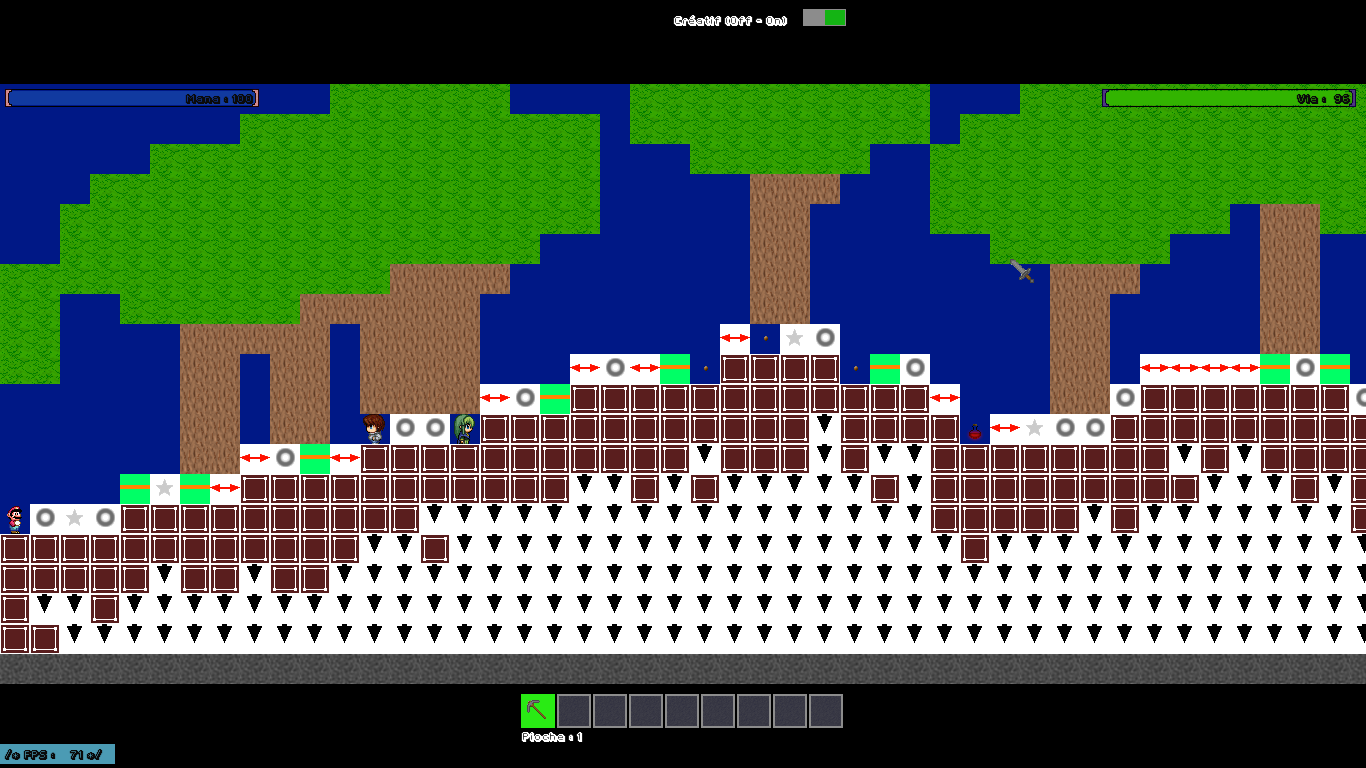 Créatif (Off - On)
Mana : 100
Vie : 96
Pioche : 1
/o FPS : 71 o/